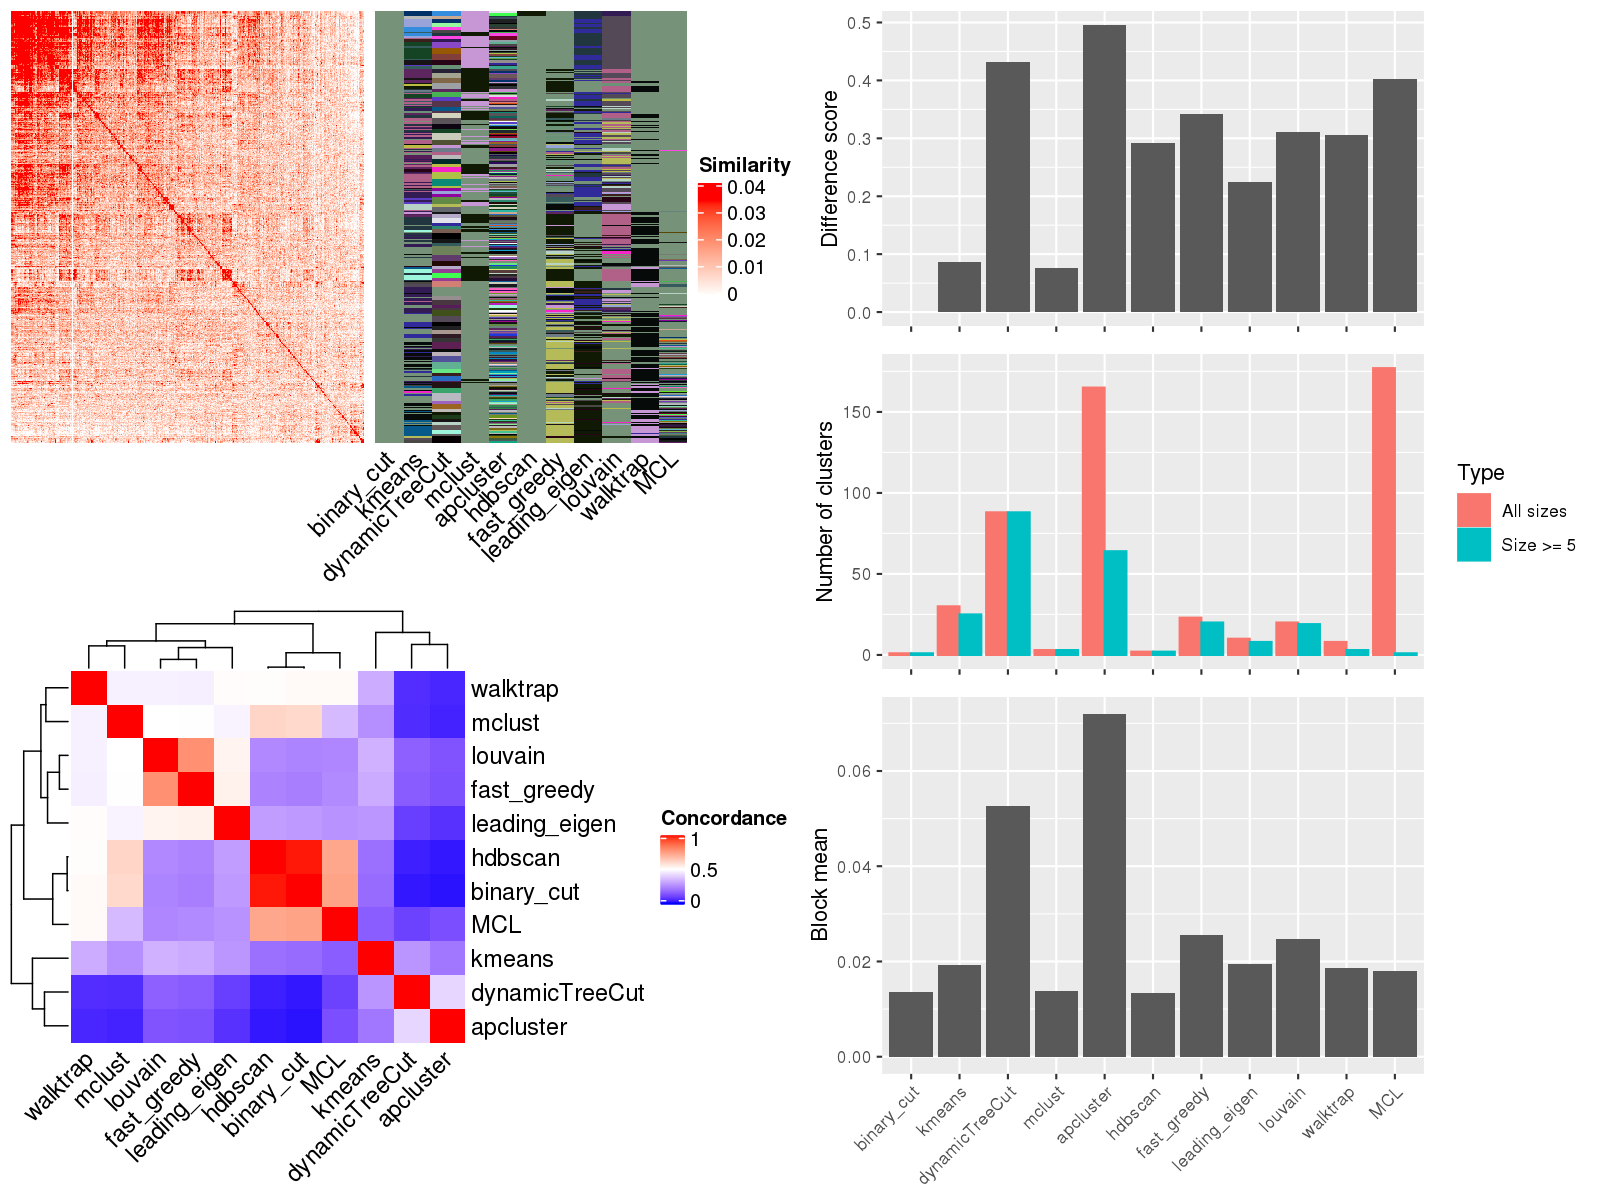 Similarity
0.04
0.03
0.02
0.01
0
binary_cut
kmeans
dynamicTreeCut
mclust
apcluster
hdbscan
fast_greedy
leading_eigen
louvain
walktrap
MCL
walktrap
mclust
louvain
fast_greedy
leading_eigen
hdbscan
binary_cut
MCL
kmeans
dynamicTreeCut
apcluster
Concordance
1
0.5
0
walktrap
mclust
louvain
fast_greedy
leading_eigen
hdbscan
binary_cut
MCL
kmeans
dynamicTreeCut
apcluster
Difference score
0.5
0.4
0.3
0.2
0.1
0.0
Number of clusters
150
100
50
0
Type
All sizes
Size >= 5
Block mean
0.06
0.04
0.02
0.00
binary_cut
kmeans
dynamicTreeCut
mclust
apcluster
hdbscan
fast_greedy
leading_eigen
louvain
walktrap
MCL